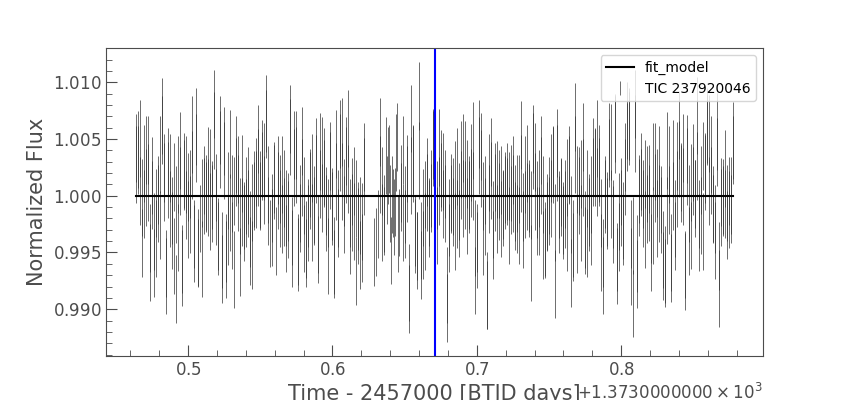 fit_model
TIC 237920046
1.010
1.005
1.000
0.995
0.990
Normalized Flux
0.5 0.6 0.7 0.8
Time - 2457000 [BTJD days]
+1.3730000000 × 10³